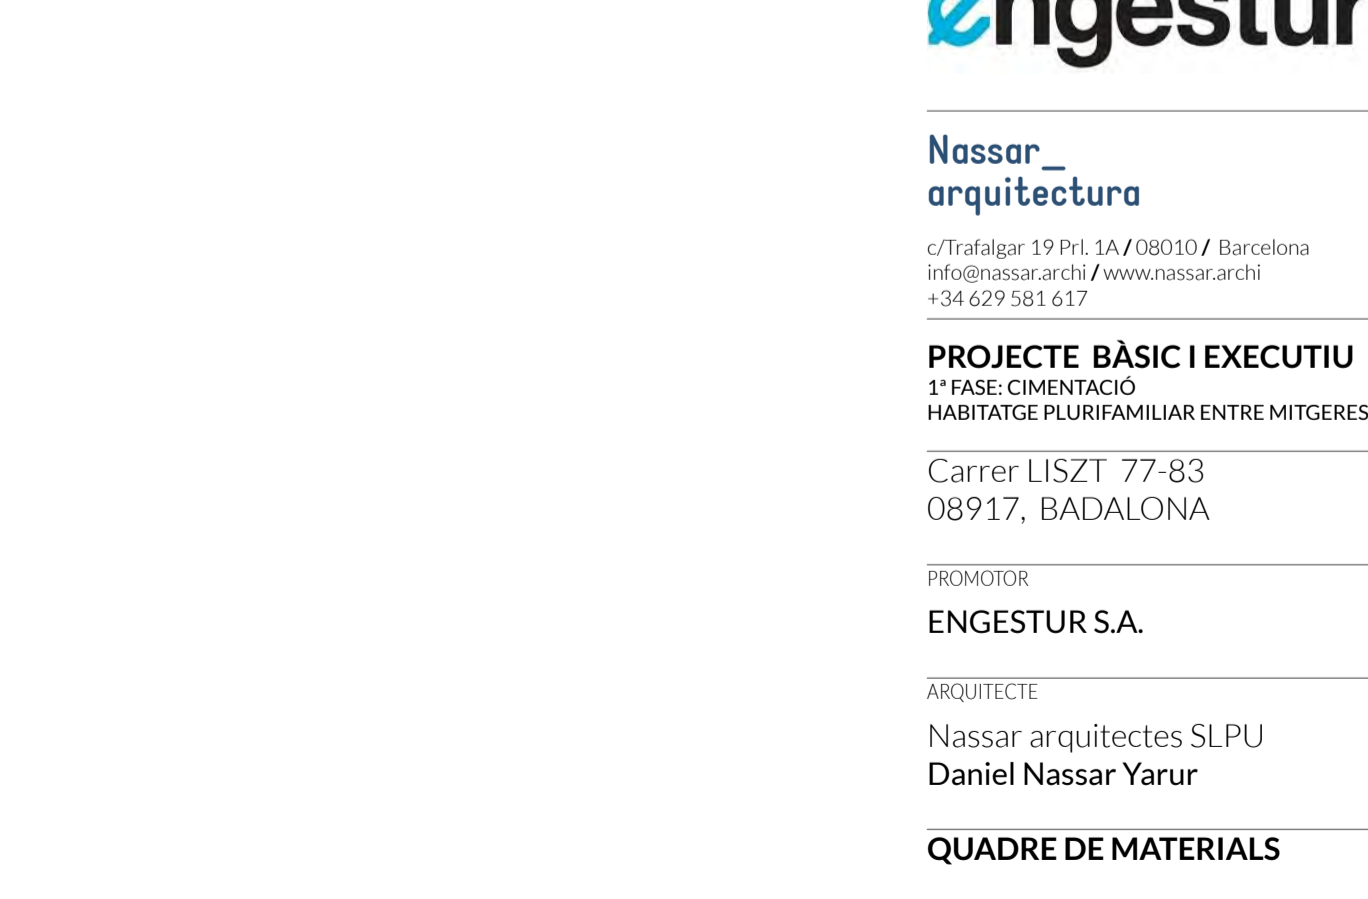 engestur
Nassar_
arquitectura
c/Trafalgar 19 Prl. 1A / 08010 / Barcelona
info@nassar.archi / www.nassar.archi
+34 629 581 617
PROJECTE BÀSIC I EXECUTIU
1ª FASE: CIMENTACIÓ
HABITATGE PLURIFAMILIAR ENTRE MITGERES
Carrer LISZT 77-83
08917, BADALONA
PROMOTOR
ENGESTUR S.A.
ARQUITECTE
Nassar arquitectes SLPU
Daniel Nassar Yarur
QUADRE DE MATERIALS